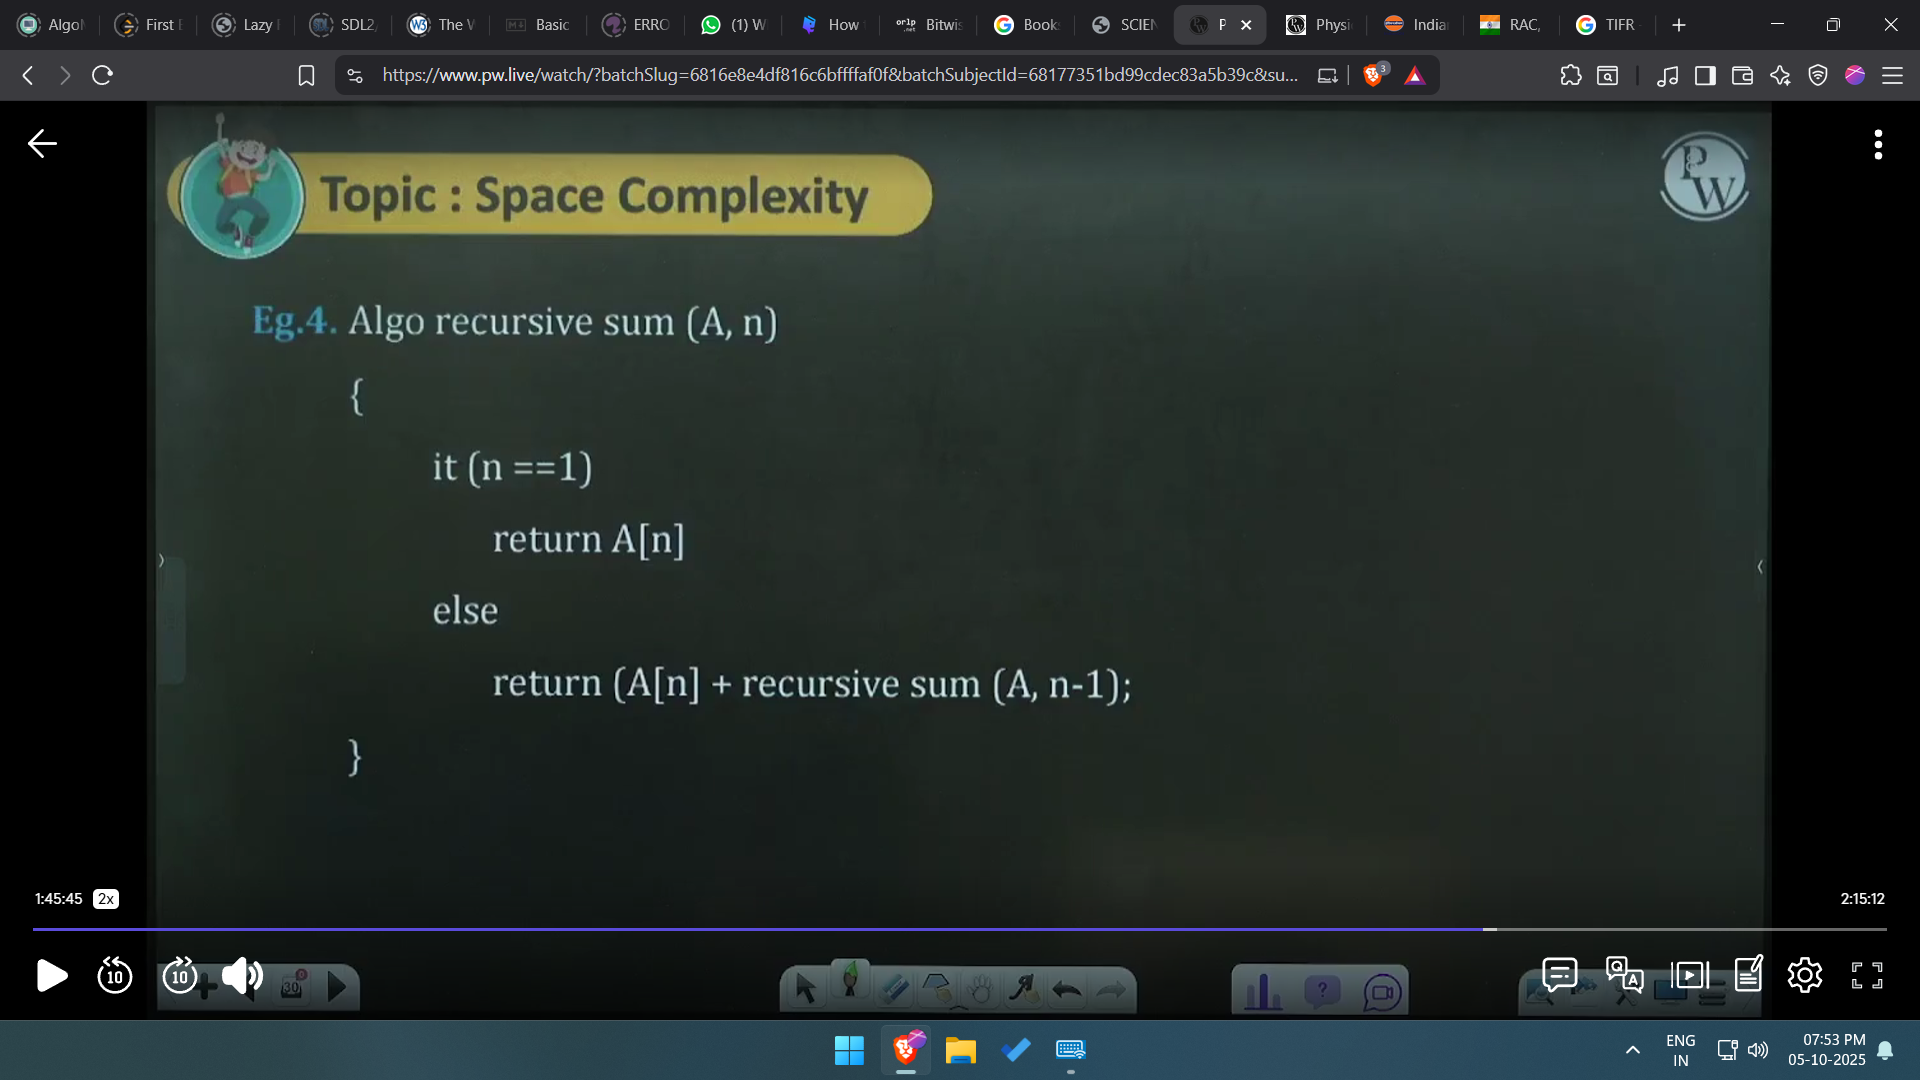 Algo
First E
Lazy
SDL2
The W
Basic
ERRO
(1) W
How
orlp .net
Bitwis
Book
SCIEN
P
Physi
India
RAC,
TIFR
https://www.pw.live/watch/?batchSlug=6816e8e4df816c6bffffaf0f&batchSubjectId=68177351bd99cdec83a5b39c&su...
3
Topic : Space Complexity
PW
Eg.4. Algo recursive sum (A, n)
{
it (n ==1)
return A[n]
else
return (A[n] + recursive sum (A, n-1);
}
1:45:45 2x
2:15:12
10
10
30
ENG
IN
07:53 PM
05-10-2025